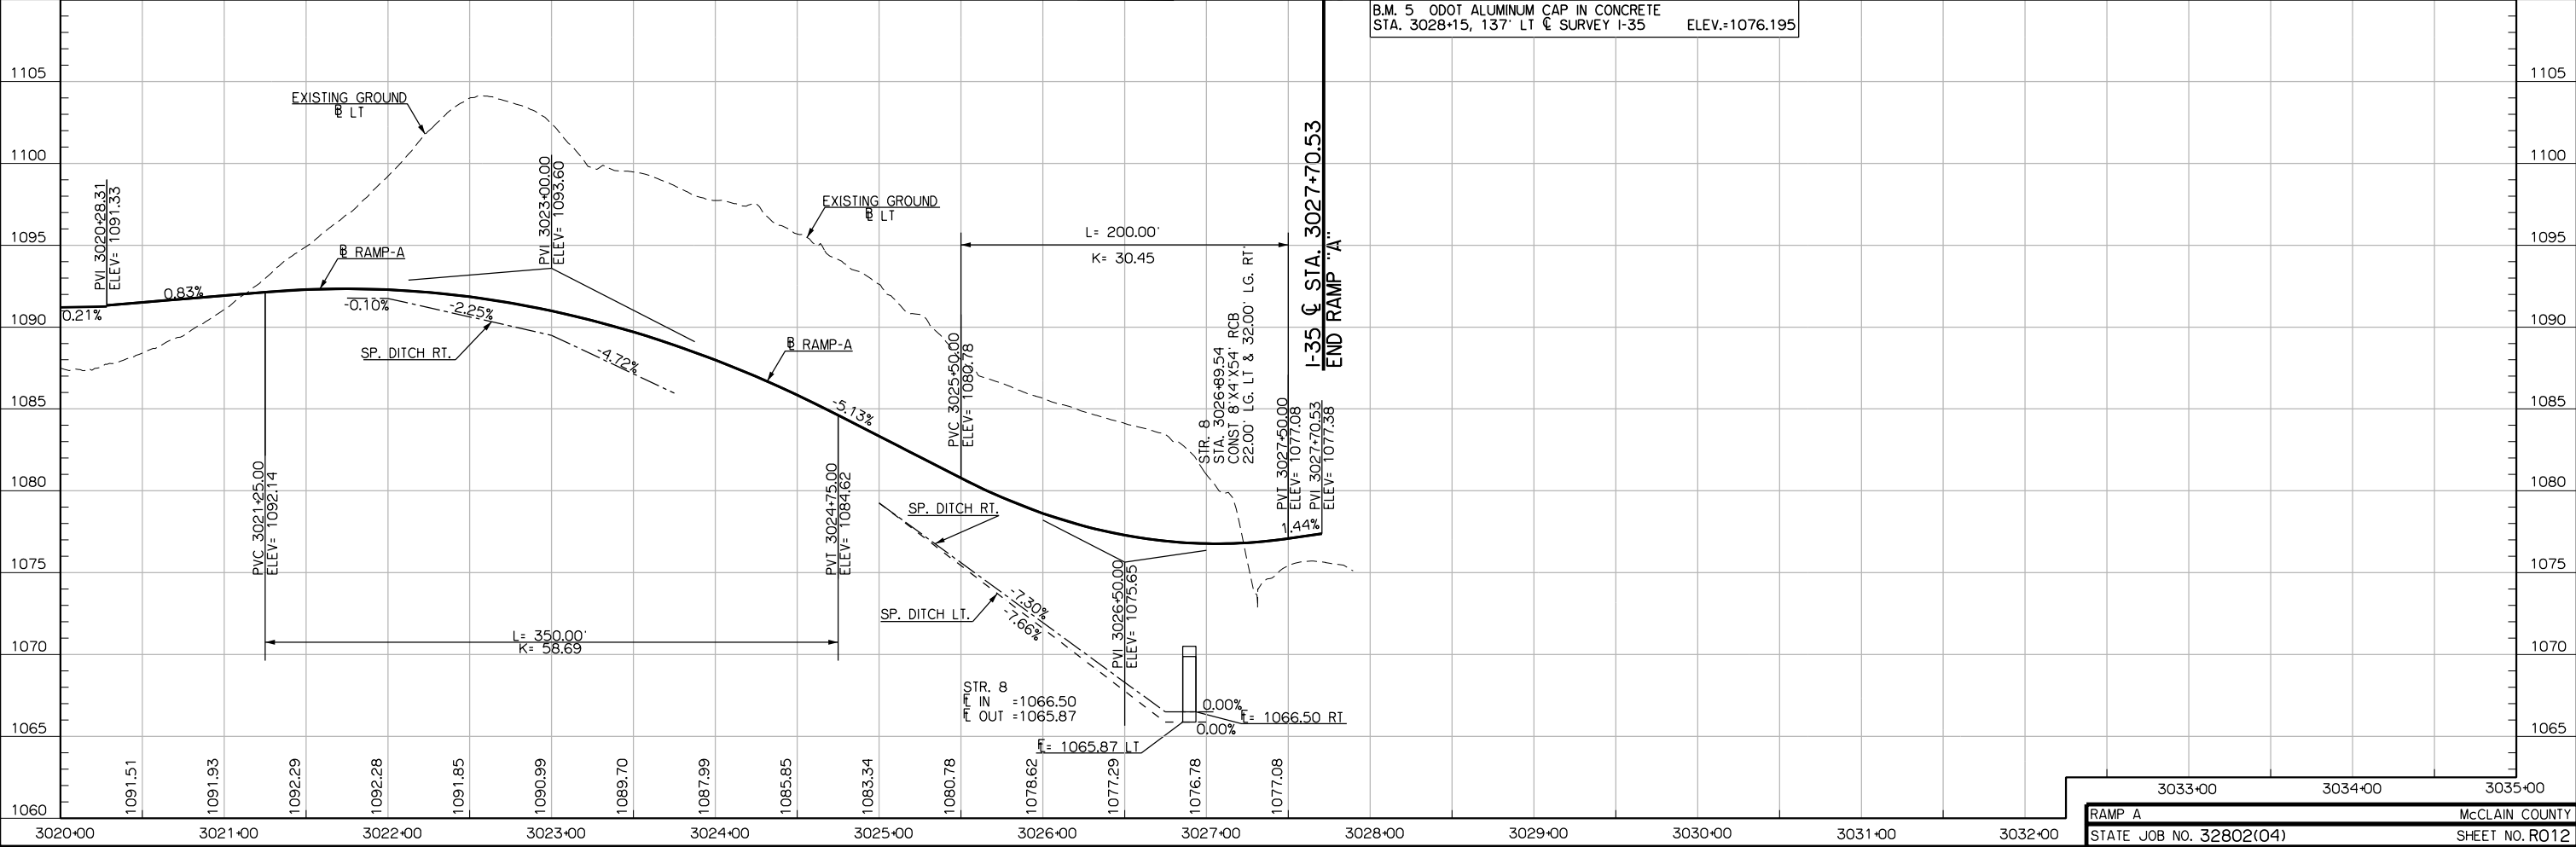 B.M. 5 ODOT ALUMINUM CAP IN CONCRETE
STA. 3028+15, 137' LT ℄ SURVEY I-35 ELEV.=1076.195
1105
1100
1095
1090
1085
1080
1075
1070
1065
1060
1105
1100
1095
1090
1085
1080
1075
1070
1065
EXISTING GROUND
LT
PVI 3020+28.31
ELEV= 1091.33
0.21%
0.83%
RAMP-A
-0.10%
-2.25%
SP. DITCH RT.
-4.72%
PVI 3023+00.00
ELEV= 1093.60
EXISTING GROUND
LT
RAMP-A
-5.13%
PVC 3021+25.00
ELEV= 1092.14
L= 350.00'
K= 58.69
PVT 3024+75.00
ELEV= 1084.62
PVC 3025+50.00
ELEV= 1080.78
L= 200.00'
K= 30.45
STR. 8
STA. 3026+89.54
CONST 8'X4'X54' RCB
22.00' LG. LT & 32.00' LG. RT.
I-35 ℄ STA. 3027+70.53
END RAMP "A"
PVT 3027+50.00
ELEV= 1077.08
PVI 3027+70.53
ELEV= 1077.38
1.44%
SP. DITCH RT.
SP. DITCH LT.
-7.30%
-7.66%
PVI 3026+50.00
ELEV= 1075.65
STR. 8
IN =1066.50
OUT =1065.87
0.00%
0.00%
= 1066.50 RT
= 1065.87 LT
1091.51
1091.93
1092.29
1092.28
1091.85
1090.99
1089.70
1087.99
1085.85
1083.34
1080.78
1078.62
1077.29
1076.78
1077.08
3020+00
3021+00
3022+00
3023+00
3024+00
3025+00
3026+00
3027+00
3028+00
3029+00
3030+00
3031+00
3032+00
3033+00
3034+00
3035+00
RAMP A McCLAIN COUNTY
STATE JOB NO. 32802(04) SHEET NO. R012